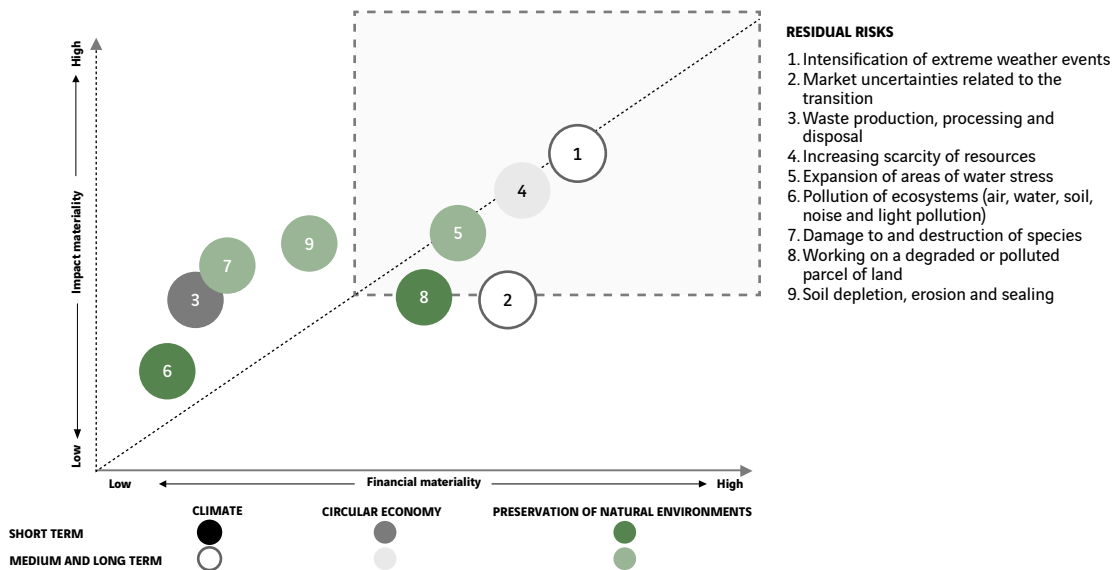 High
Impact materiality
Low
1
4
5
9
7
3
8
2
6
Low
Financial materiality
High
RESIDUAL RISKS
1. Intensification of extreme weather events
2. Market uncertainties related to the
transition
3. Waste production, processing and
disposal
4. Increasing scarcity of resources
5. Expansion of areas of water stress
6. Pollution of ecosystems (air, water, soil,
noise and light pollution)
7. Damage to and destruction of species
8. Working on a degraded or polluted
parcel of land
9. Soil depletion, erosion and sealing
CLIMATE
CIRCULAR ECONOMY
PRESERVATION OF NATURAL ENVIRONMENTS
SHORT TERM
MEDIUM AND LONG TERM